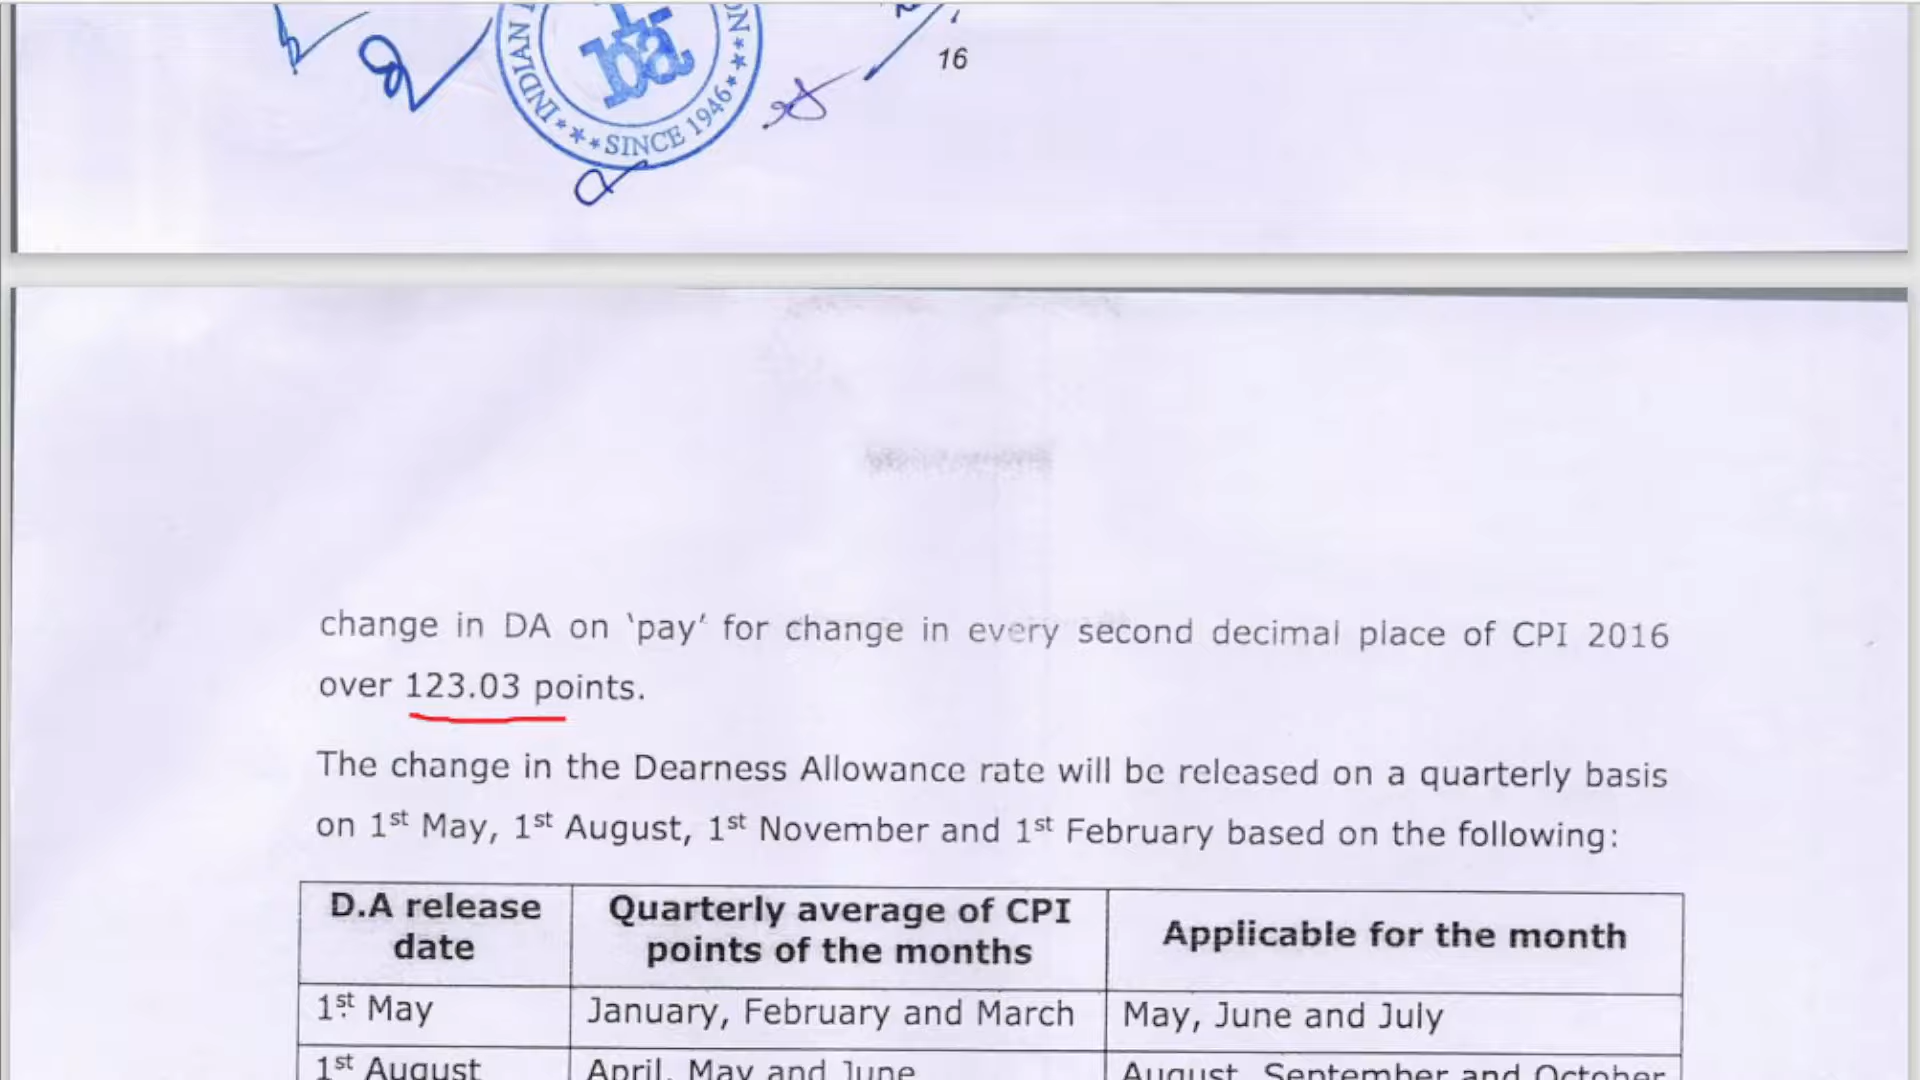 INDIAN
ba
ON
SINCE 1946
16
change in DA on ‘pay’ for change in every second decimal place of CPI 2016
over 123.03 points.
The change in the Dearness Allowance rate will be released on a quarterly basis
on 1st May, 1st August, 1st November and 1st February based on the following:
D.A release date
Quarterly average of CPI points of the months
Applicable for the month
1st May
January, February and March
May, June and July
1st August
April, May and June
August, September and October